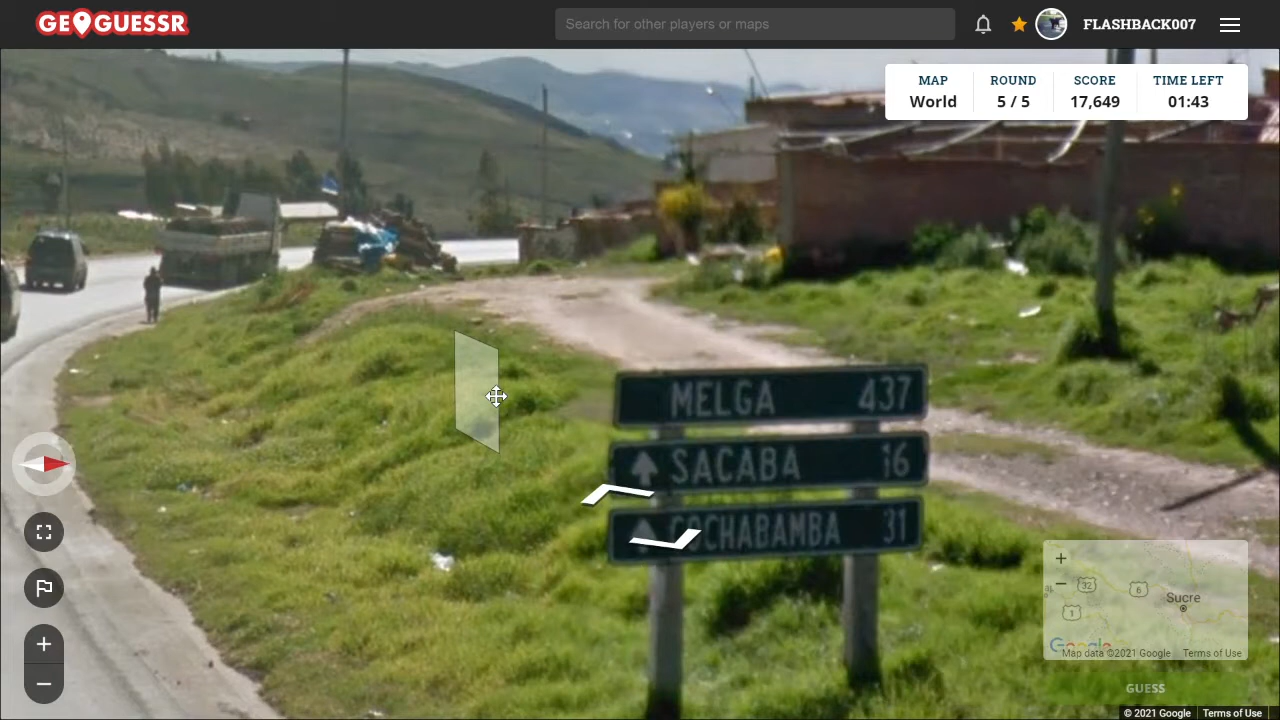 GEOGUESSR
Search for other players or maps
FLASHBACK007
MAP ROUND SCORE TIME LEFT
World 5 / 5 17,649 01:43
MELGA 437
SACABA 16
COCHABAMBA 31
+
−
32
6
1
Sucre
Google
Map data ©2021 Google Terms of Use
GUESS
© 2021 Google Terms of Use